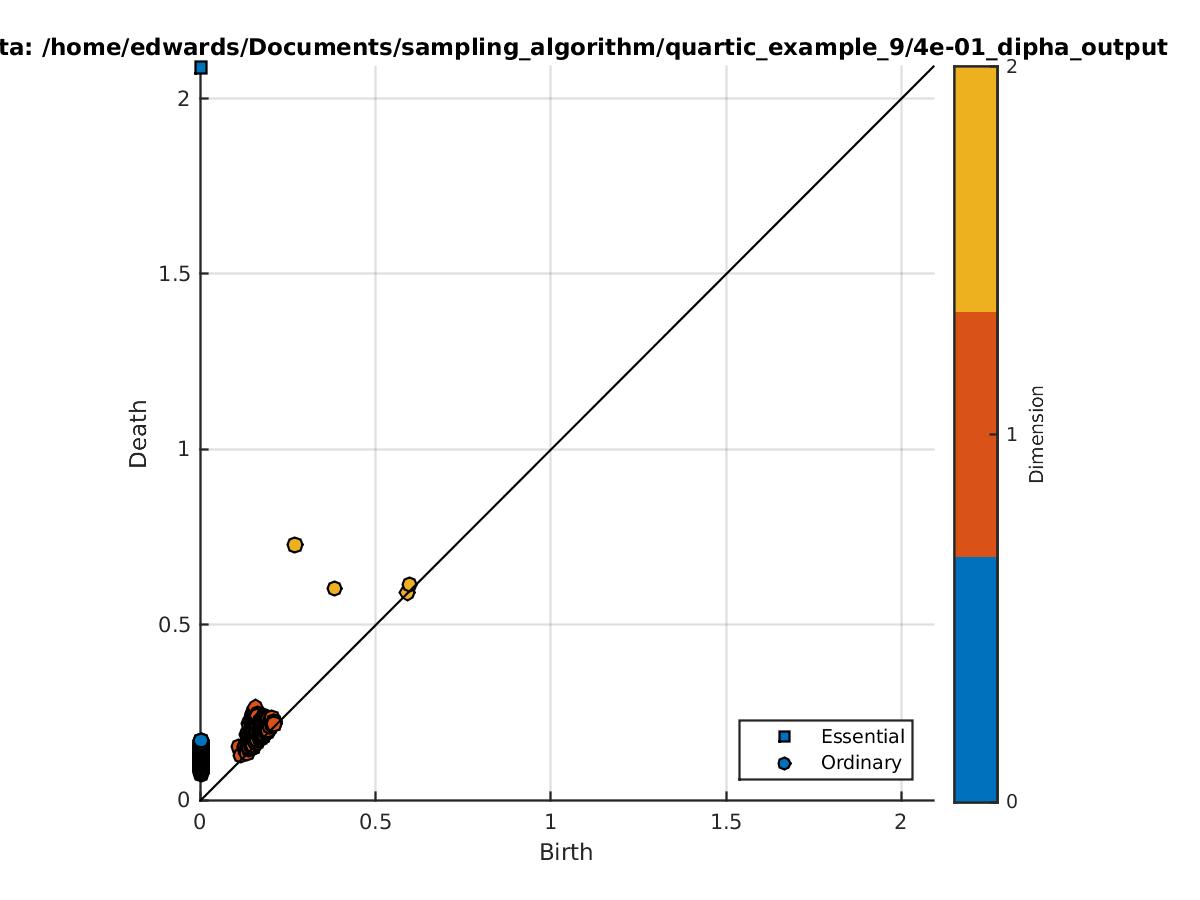 ta: /home/edwards/Documents/sampling_algorithm/quartic_example_9/4e-01_dipha_output
2
2
1.5
Death
1
1
Dimension
0.5
Essential
Ordinary
0
0
0
0.5
1
1.5
2
Birth